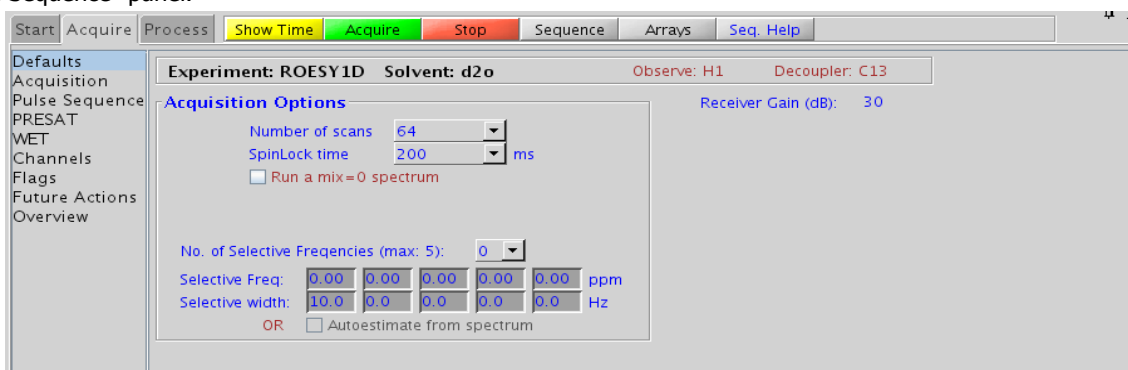 Sequence" panel.
Start Acquire Process Show Time Acquire Stop Sequence Arrays Seq. Help
Defaults
Acquisition
Pulse Sequence
PRESAT
WET
Channels
Flags
Future Actions
Overview
Experiment: ROESY1D Solvent: d2o Observe: H1 Decoupler: C13
Acquisition Options
Receiver Gain (dB): 30
Number of scans 64
SpinLock time 200 ms
Run a mix=0 spectrum
No. of Selective Freqencies (max: 5): 0
Selective Freq: 0.00 0.00 0.00 0.00 0.00 ppm
Selective width: 10.0 0.0 0.0 0.0 0.0 Hz
OR Autoestimate from spectrum